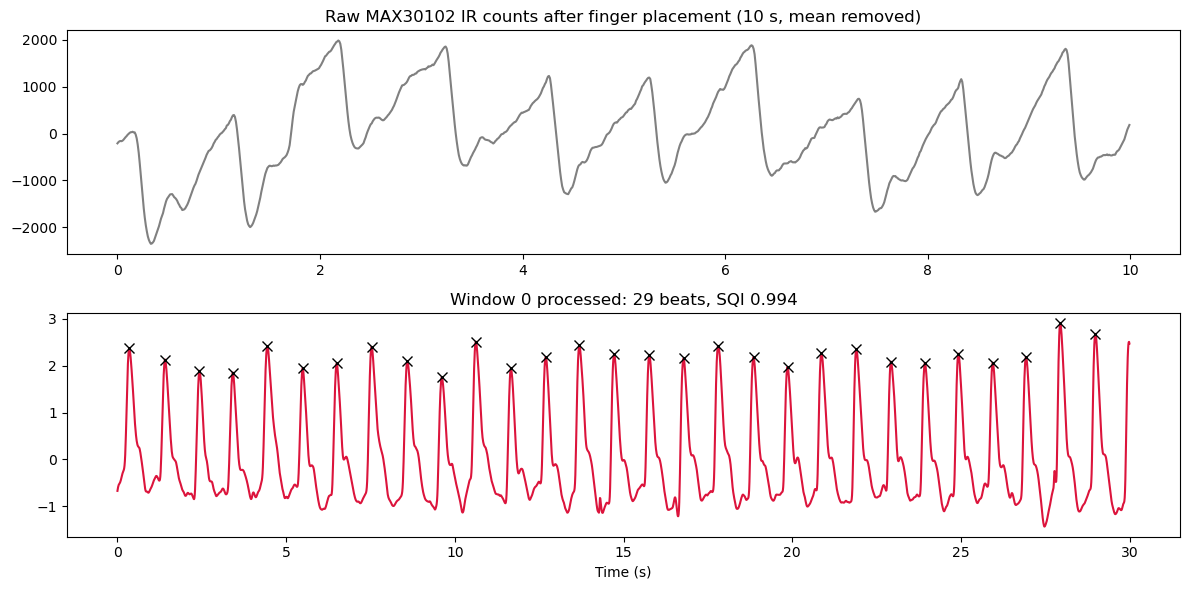 Raw MAX30102 IR counts after finger placement (10 s, mean removed)
2000
1000
0
−1000
−2000
0 2 4 6 8 10
Window 0 processed: 29 beats, SQI 0.994
3
2
1
0
−1
0 5 10 15 20 25 30
Time (s)